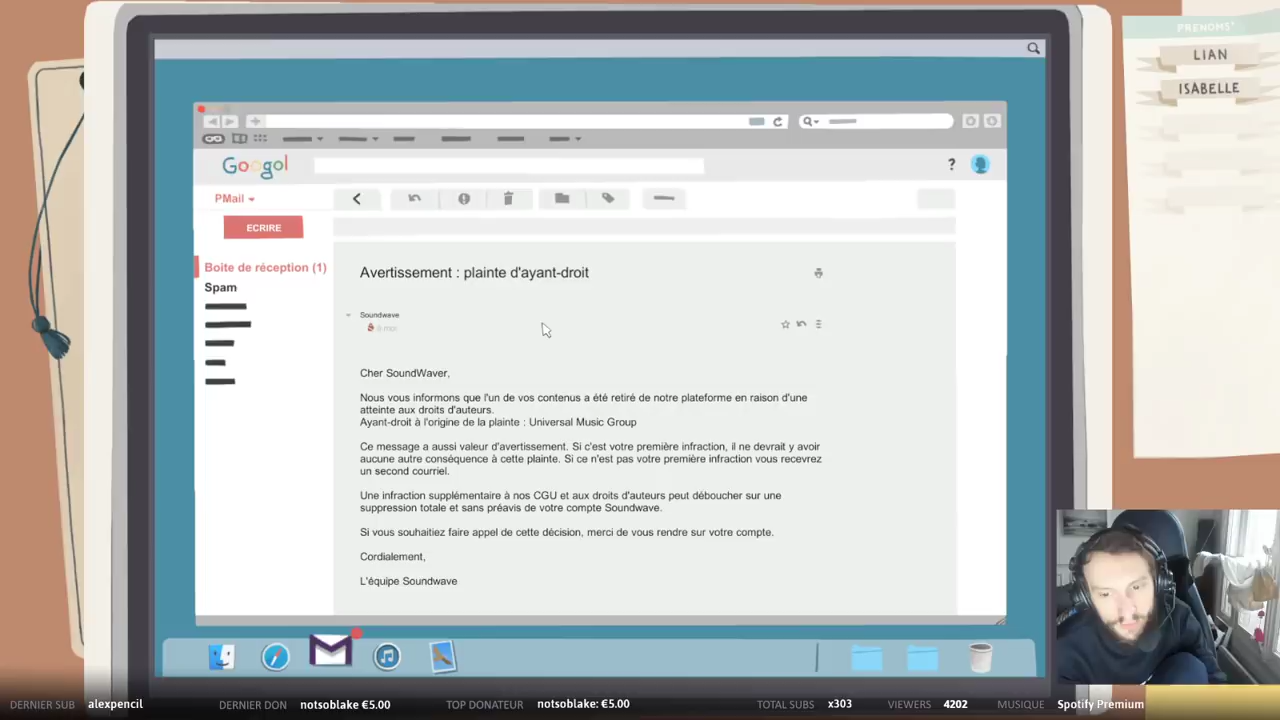 PRENOMS'
LIAN
ISABELLE
Googol
?
PMail
ECRIRE
Boite de réception (1)
Spam
Avertissement : plainte d'ayant-droit
Soundwave
à moi
Cher SoundWaver,
Nous vous informons que l'un de vos contenus a été retiré de notre plateforme en raison d'une
atteinte aux droits d'auteurs.
Ayant-droit à l'origine de la plainte : Universal Music Group
Ce message a aussi valeur d'avertissement. Si c'est votre première infraction, il ne devrait y avoir
aucune autre conséquence à cette plainte. Si ce n'est pas votre première infraction vous recevrez
un second courriel.
Une infraction supplémentaire à nos CGU et aux droits d'auteurs peut déboucher sur une
suppression totale et sans préavis de votre compte Soundwave.
Si vous souhaitiez faire appel de cette décision, merci de vous rendre sur votre compte.
Cordialement,
L'équipe Soundwave
DERNIER SUB alexpencil DERNIER DON notsoblake €5.00 TOP DONATEUR notsoblake: €5.00 TOTAL SUBS x303 VIEWERS 4202 MUSIQUE Spotify Premium